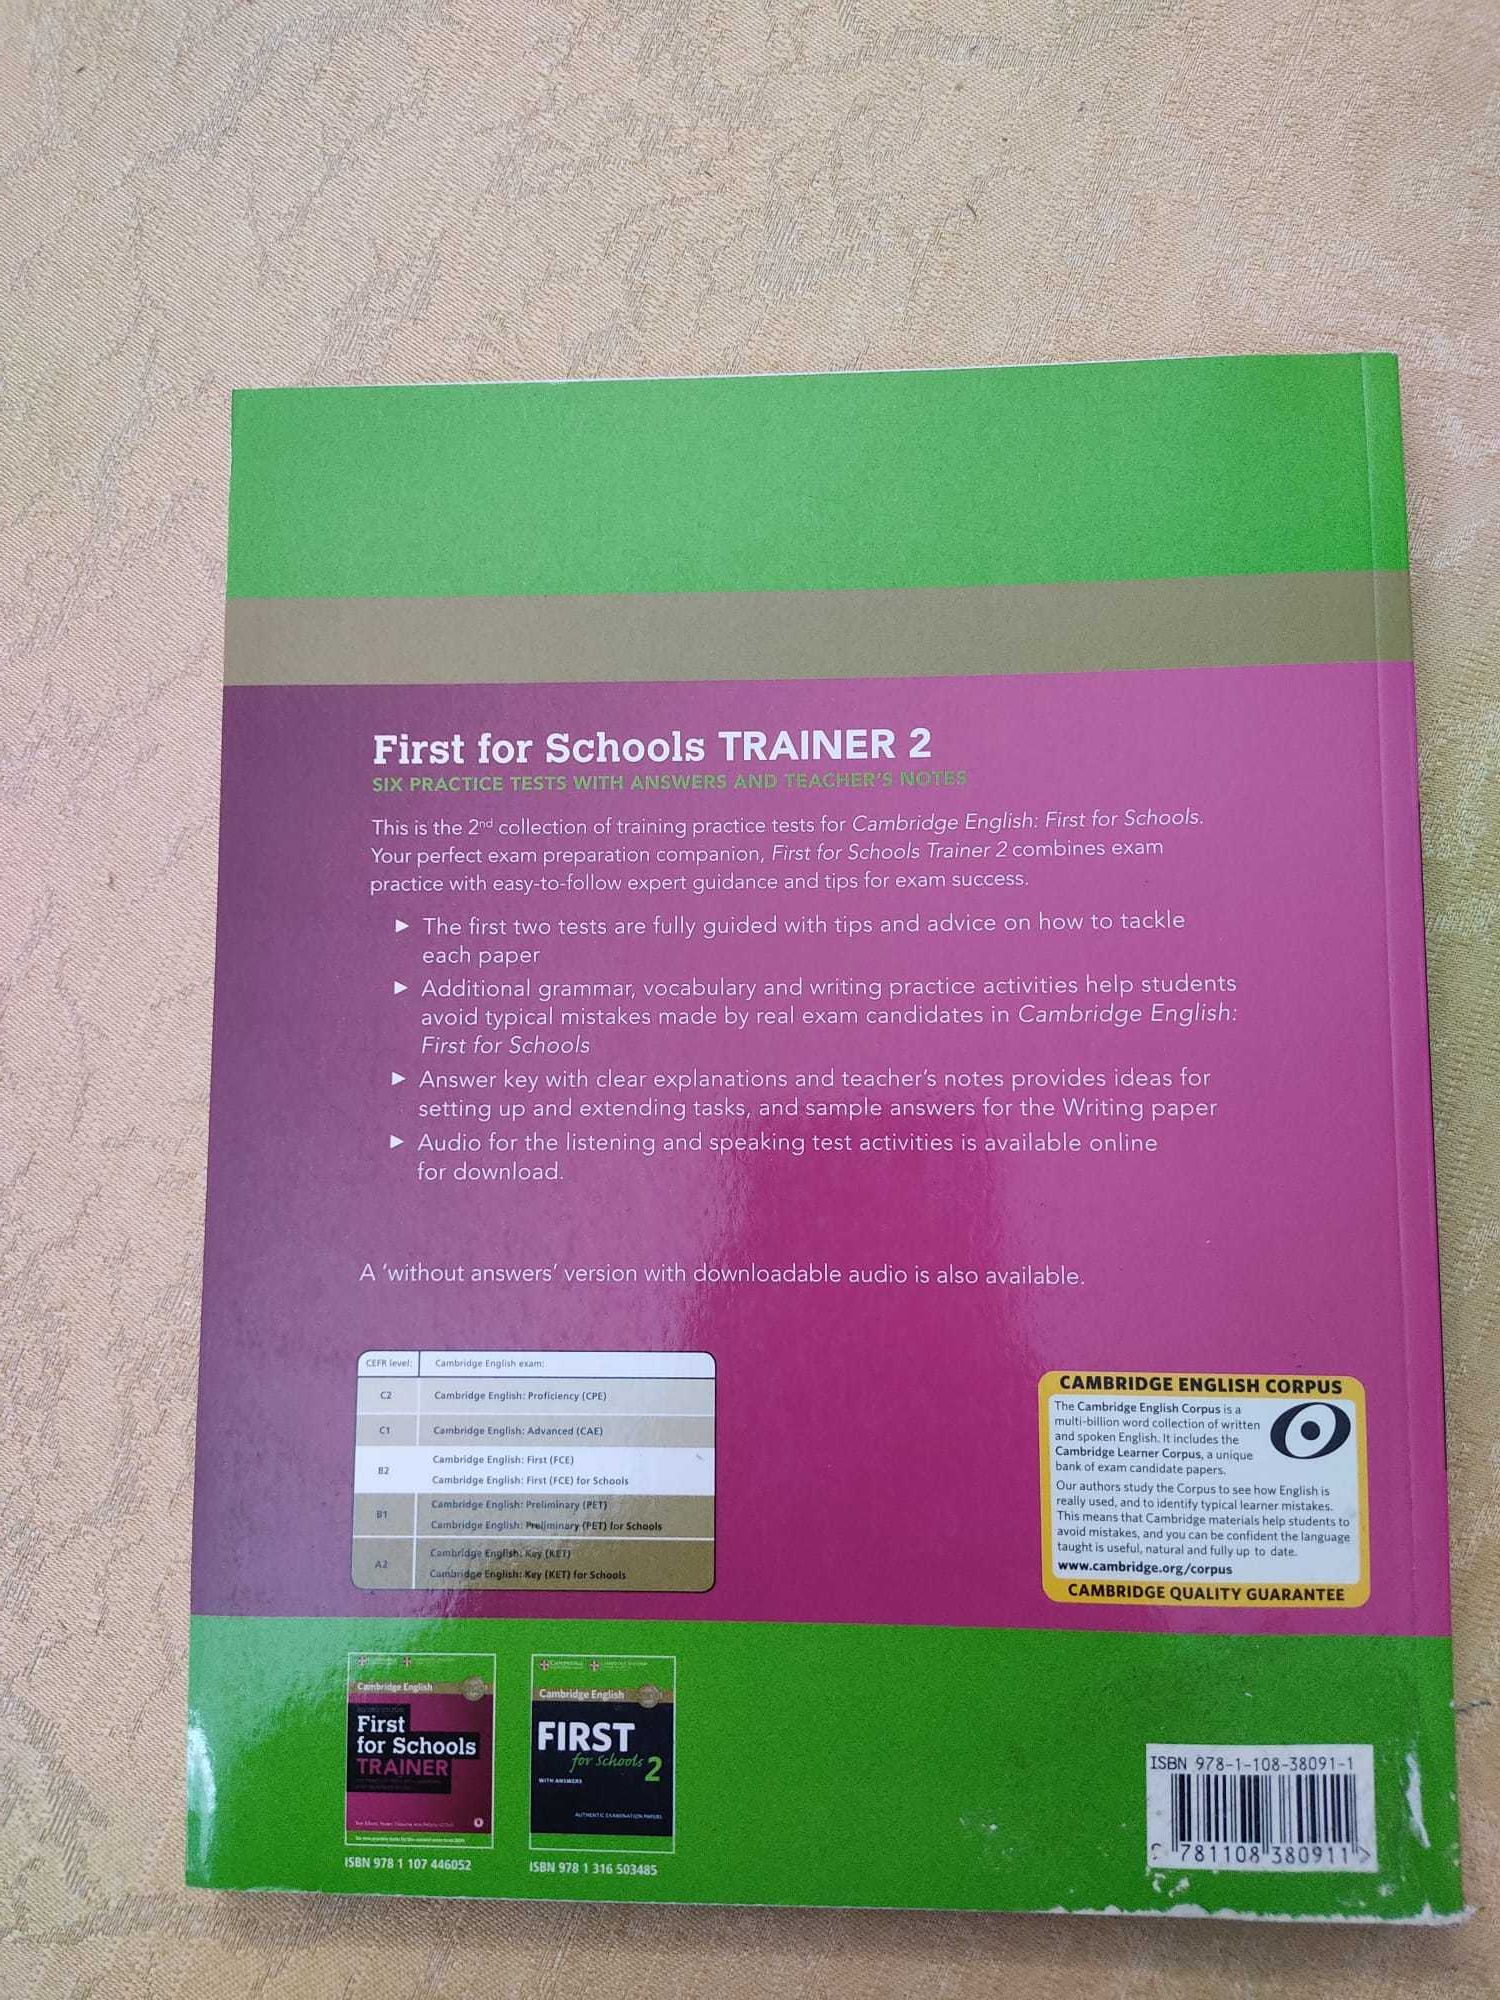 First for Schools TRAINER 2
SIX PRACTICE TESTS WITH ANSWERS AND TEACHER'S NOTES
This is the 2nd collection of training practice tests for Cambridge English: First for Schools.
Your perfect exam preparation companion, First for Schools Trainer 2 combines exam
practice with easy-to-follow expert guidance and tips for exam success.
► The first two tests are fully guided with tips and advice on how to tackle
each paper
► Additional grammar, vocabulary and writing practice activities help students
avoid typical mistakes made by real exam candidates in Cambridge English:
First for Schools
► Answer key with clear explanations and teacher's notes provides ideas for
setting up and extending tasks, and sample answers for the Writing paper
► Audio for the listening and speaking test activities is available online
for download.
A 'without answers' version with downloadable audio is also available.
CEFR level: Cambridge English exam:
C2 Cambridge English: Proficiency (CPE)
C1 Cambridge English: Advanced (CAE)
B2 Cambridge English: First (FCE)
Cambridge English: First (FCE) for Schools
B1 Cambridge English: Preliminary (PET)
Cambridge English: Preliminary (PET) for Schools
A2 Cambridge English: Key (KET)
Cambridge English: Key (KET) for Schools
CAMBRIDGE ENGLISH CORPUS
The Cambridge English Corpus is a
multi-billion word collection of written
and spoken English. It includes the
Cambridge Learner Corpus, a unique
bank of exam candidate papers.
Our authors study the Corpus to see how English is
really used, and to identify typical learner mistakes.
This means that Cambridge materials help students to
avoid mistakes, and you can be confident the language
taught is useful, natural and fully up to date.
www.cambridge.org/corpus
CAMBRIDGE QUALITY GUARANTEE
Cambridge English
First
for Schools
TRAINER
ISBN 978 1 107 446052
CAMBRIDGE
Cambridge English
FIRST
for Schools 2
WITH ANSWERS
AUTHENTIC EXAMINATION PAPERS
ISBN 978 1 316 503485
ISBN 978-1-108-38091-1
781108 380911 >